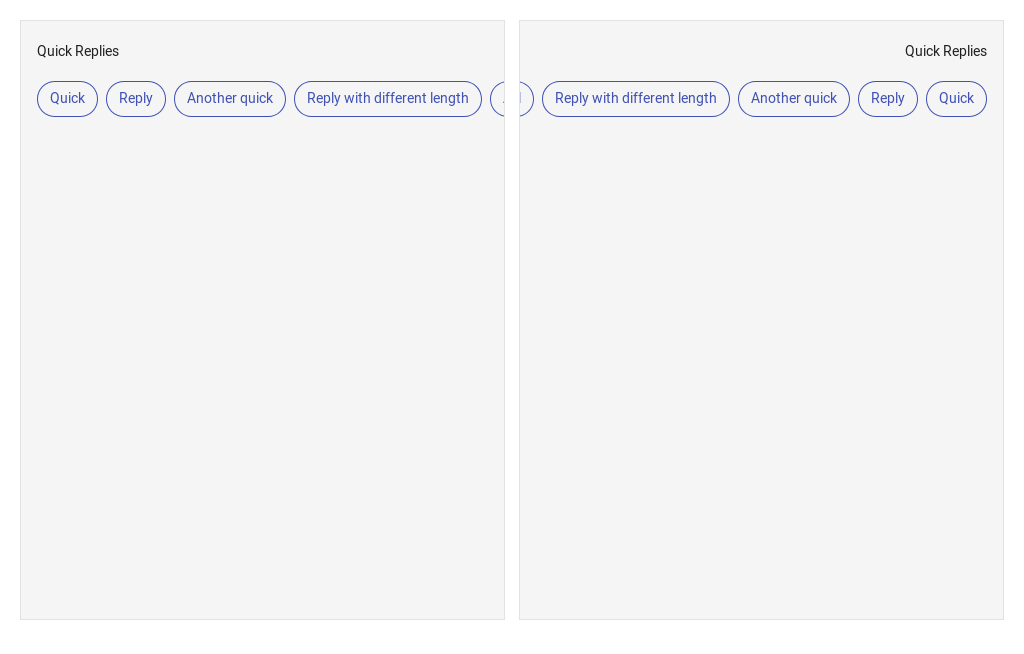 Quick Replies
Quick Reply Another quick Reply with different length
Quick Replies
Reply with different length Another quick Reply Quick